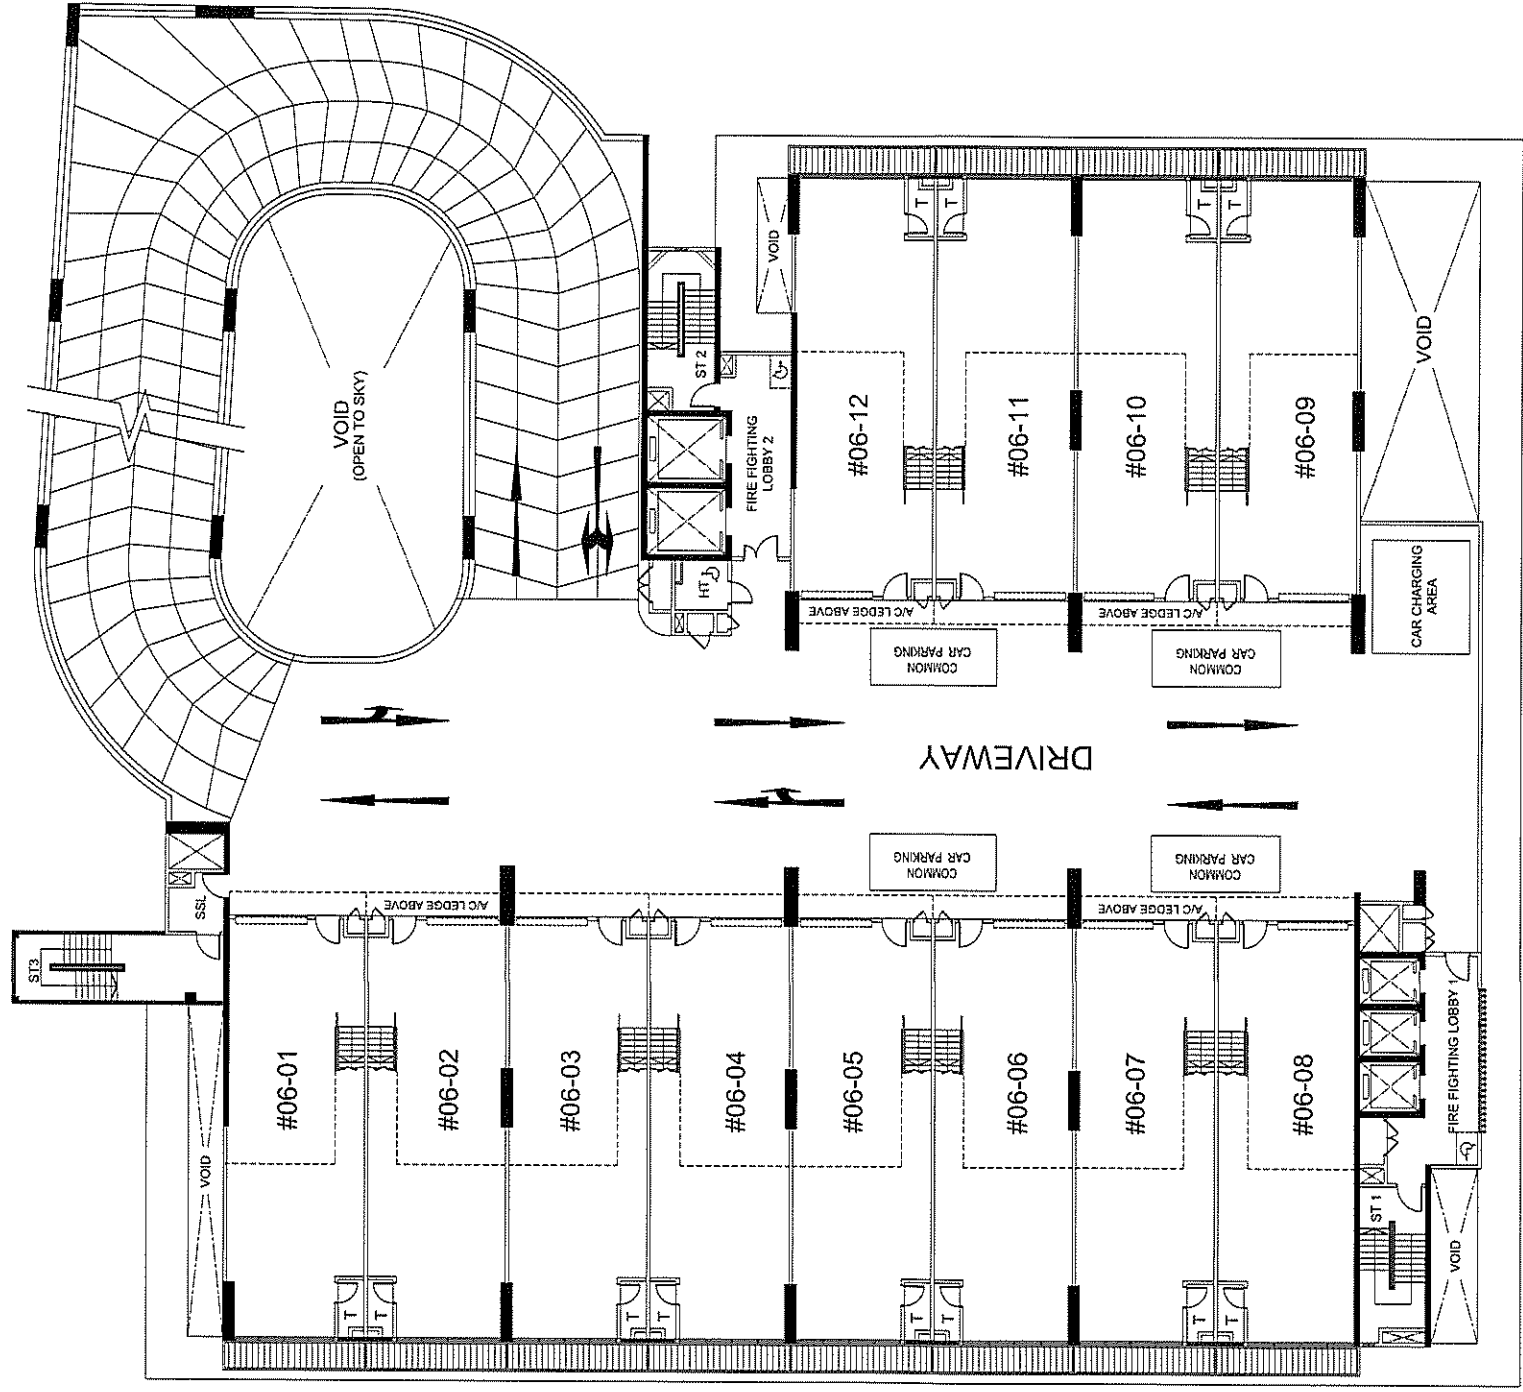 VOID
(OPEN TO SKY)
ST 2
VOID
FIRE FIGHTING
LOBBY 2
HT
T
T
T
T
#06-12
#06-11
#06-10
#06-09
VOID
A/C LEDGE ABOVE
A/C LEDGE ABOVE
CAR CHARGING
AREA
COMMON
CAR PARKING
COMMON
CAR PARKING
DRIVEWAY
COMMON
CAR PARKING
COMMON
CAR PARKING
SSL
ST3
A/C LEDGE ABOVE
A/C LEDGE ABOVE
#06-01
#06-02
#06-03
#06-04
#06-05
#06-06
#06-07
#06-08
FIRE FIGHTING LOBBY 1
VOID
ST 1
VOID
T
T
T
T
T
T
T
T